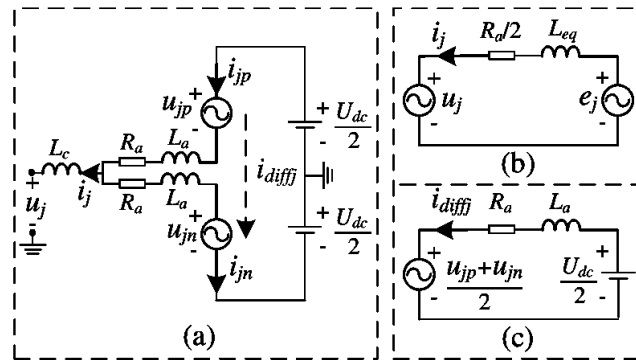 i_jp
u_jp + -
L_c R_a L_a
+ U_dc/2 -
i_j i_diffj
R_a L_a
+ u_j -
u_jn + -
+ U_dc/2 -
i_jn
(a)
i_j R_a/2 L_eq
+ u_j - + e_j -
(b)
i_diffj R_a L_a
+ u_jp+u_jn/2 - U_dc/2 + -
(c)